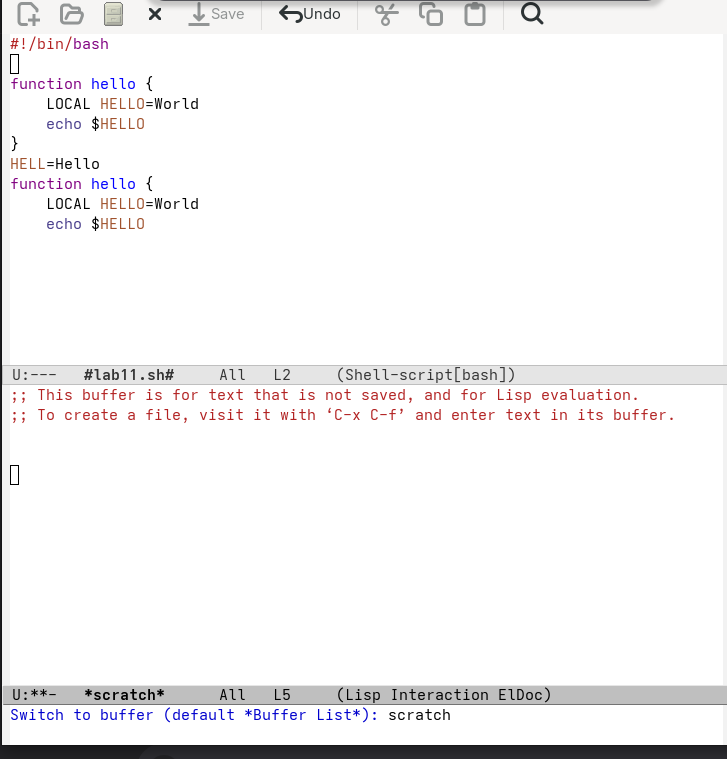 Save Undo
#!/bin/bash
function hello {
    LOCAL HELLO=World
    echo $HELLO
}
HELL=Hello
function hello {
    LOCAL HELLO=World
    echo $HELLO
U:--- #lab11.sh# All L2 (Shell-script[bash])
;; This buffer is for text that is not saved, and for Lisp evaluation.
;; To create a file, visit it with ‘C-x C-f’ and enter text in its buffer.
U:**- *scratch* All L5 (Lisp Interaction ElDoc)
Switch to buffer (default *Buffer List*): scratch